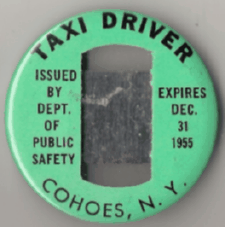 TAXI DRIVER
ISSUED
BY
DEPT.
OF
PUBLIC
SAFETY
EXPIRES
DEC.
31
1955
COHOES, N. Y.